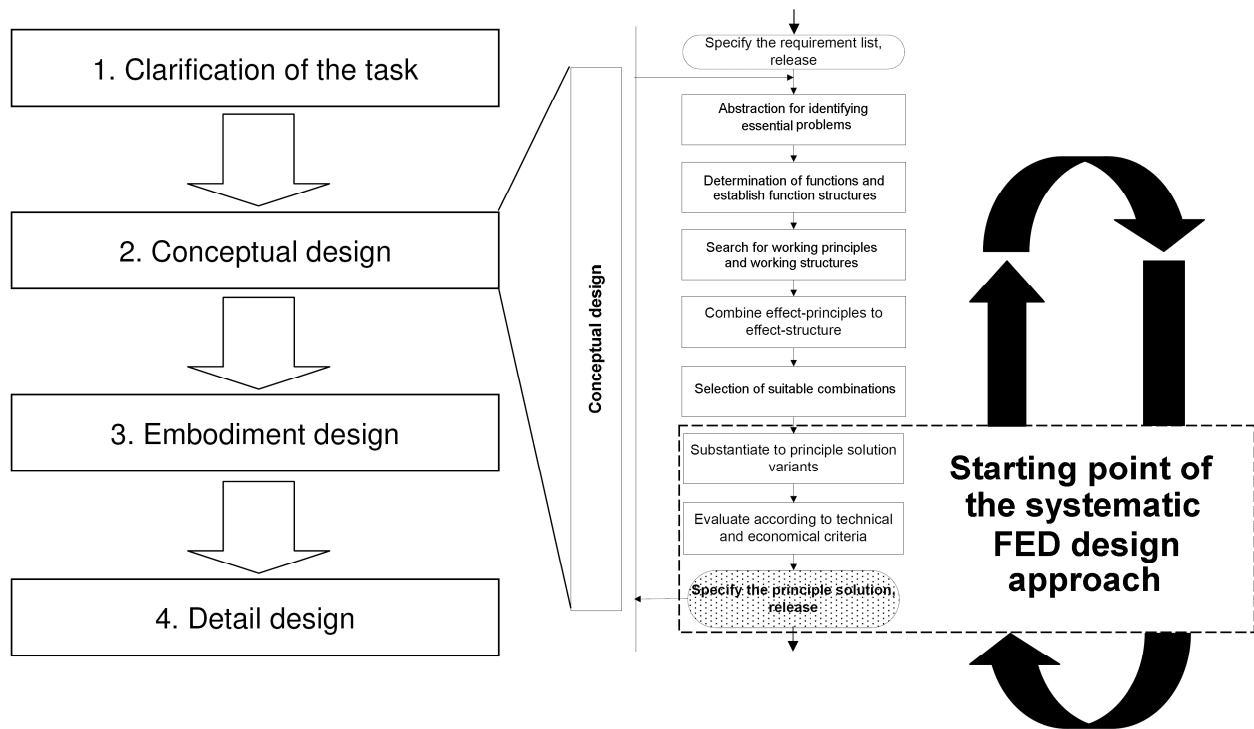 1. Clarification of the task
2. Conceptual design
3. Embodiment design
4. Detail design
Conceptual design
Specify the requirement list,
release
Abstraction for identifying
essential problems
Determination of functions and
establish function structures
Search for working principles
and working structures
Combine effect-principles to
effect-structure
Selection of suitable combinations
Substantiate to principle solution
variants
Evaluate according to technical
and economical criteria
Specify the principle solution,
release
Starting point of
the systematic
FED design
approach